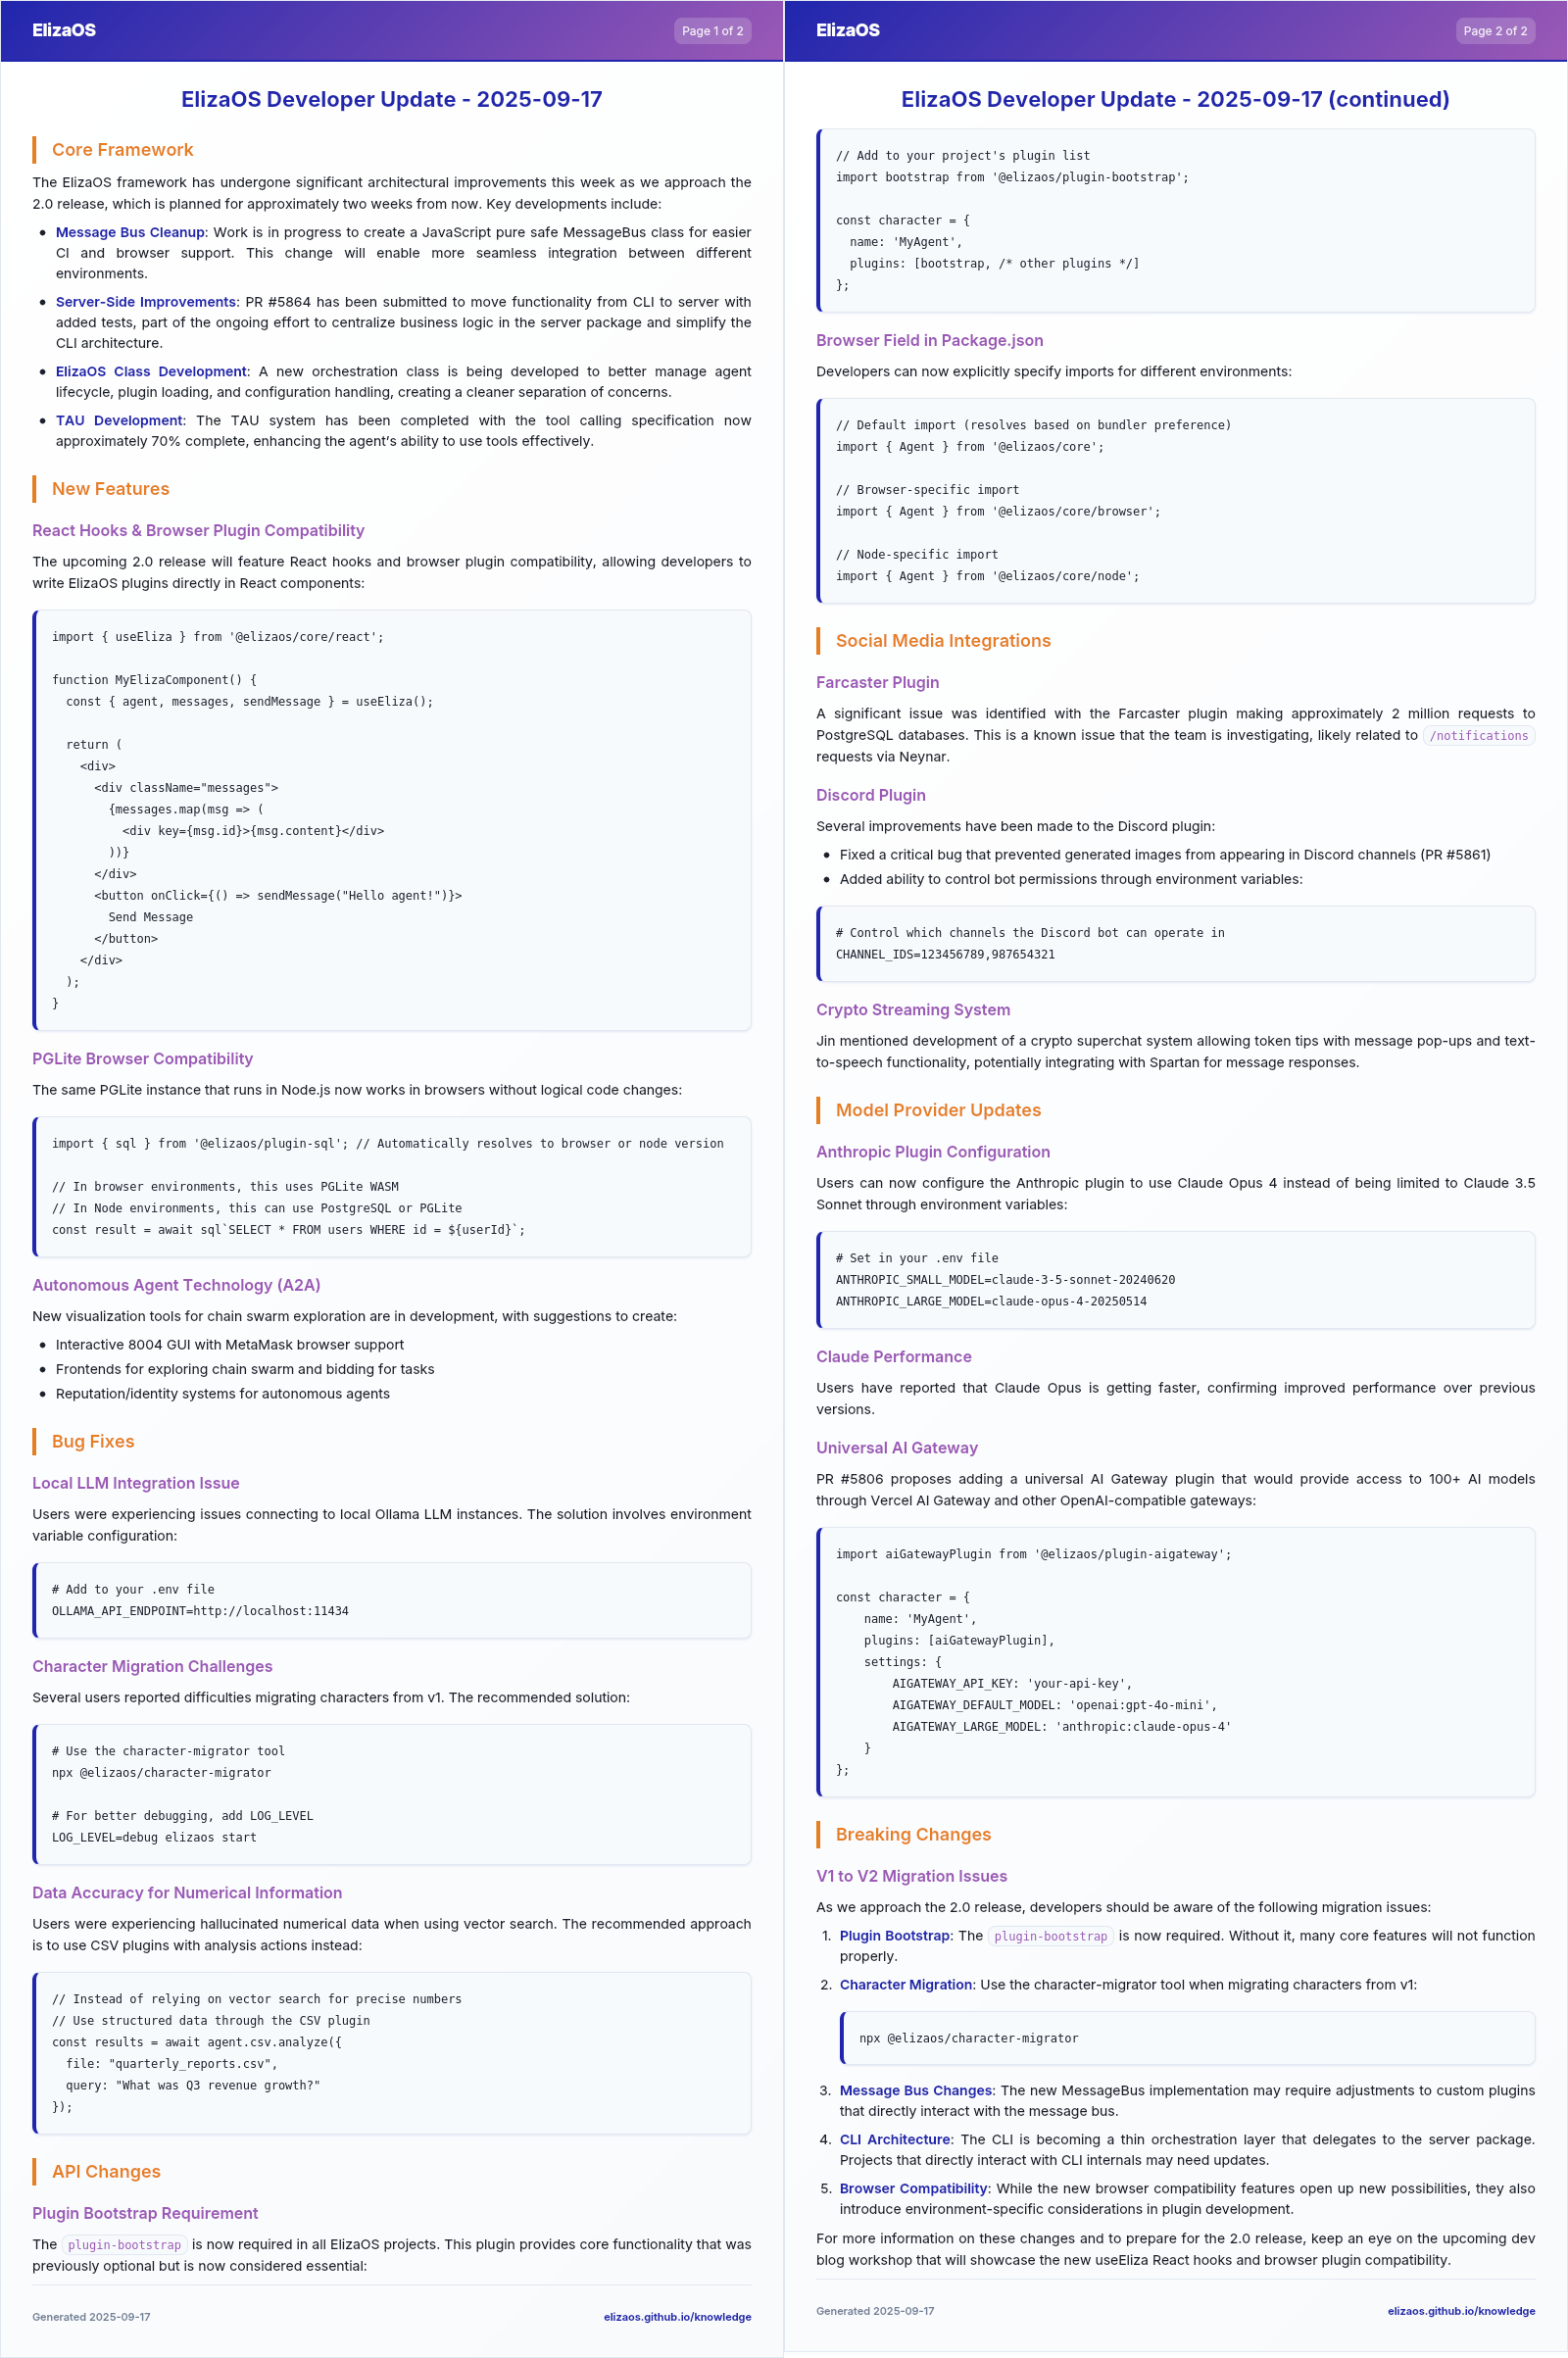 ElizaOS
Page 1 of 2
ElizaOS Developer Update - 2025-09-17
Core Framework
The ElizaOS framework has undergone significant architectural improvements this week as we approach the
2.0 release, which is planned for approximately two weeks from now. Key developments include:
• Message Bus Cleanup: Work is in progress to create a JavaScript pure safe MessageBus class for easier
CI and browser support. This change will enable more seamless integration between different
environments.
• Server-Side Improvements: PR #5864 has been submitted to move functionality from CLI to server with
added tests, part of the ongoing effort to centralize business logic in the server package and simplify the
CLI architecture.
• ElizaOS Class Development: A new orchestration class is being developed to better manage agent
lifecycle, plugin loading, and configuration handling, creating a cleaner separation of concerns.
• TAU Development: The TAU system has been completed with the tool calling specification now
approximately 70% complete, enhancing the agent's ability to use tools effectively.
New Features
React Hooks & Browser Plugin Compatibility
The upcoming 2.0 release will feature React hooks and browser plugin compatibility, allowing developers to
write ElizaOS plugins directly in React components:
import { useEliza } from '@elizaos/core/react';
function MyElizaComponent() {
  const { agent, messages, sendMessage } = useEliza();
  return (
    <div>
      <div className="messages">
        {messages.map(msg => (
          <div key={msg.id}>{msg.content}</div>
        ))}
      </div>
      <button onClick={() => sendMessage("Hello agent!")}>
        Send Message
      </button>
    </div>
  );
}
PGLite Browser Compatibility
The same PGLite instance that runs in Node.js now works in browsers without logical code changes:
import { sql } from '@elizaos/plugin-sql'; // Automatically resolves to browser or node version
// In browser environments, this uses PGLite WASM
// In Node environments, this can use PostgreSQL or PGLite
const result = await sql`SELECT * FROM users WHERE id = ${userId}`;
Autonomous Agent Technology (A2A)
New visualization tools for chain swarm exploration are in development, with suggestions to create:
• Interactive 8004 GUI with MetaMask browser support
• Frontends for exploring chain swarm and bidding for tasks
• Reputation/identity systems for autonomous agents
Bug Fixes
Local LLM Integration Issue
Users were experiencing issues connecting to local Ollama LLM instances. The solution involves environment
variable configuration:
# Add to your .env file
OLLAMA_API_ENDPOINT=http://localhost:11434
Character Migration Challenges
Several users reported difficulties migrating characters from v1. The recommended solution:
# Use the character-migrator tool
npx @elizaos/character-migrator
# For better debugging, add LOG_LEVEL
LOG_LEVEL=debug elizaos start
Data Accuracy for Numerical Information
Users were experiencing hallucinated numerical data when using vector search. The recommended approach
is to use CSV plugins with analysis actions instead:
// Instead of relying on vector search for precise numbers
// Use structured data through the CSV plugin
const results = await agent.csv.analyze({
  file: "quarterly_reports.csv",
  query: "What was Q3 revenue growth?"
});
API Changes
Plugin Bootstrap Requirement
The plugin-bootstrap is now required in all ElizaOS projects. This plugin provides core functionality that was
previously optional but is now considered essential:
Generated 2025-09-17
elizaos.github.io/knowledge
ElizaOS
Page 2 of 2
ElizaOS Developer Update - 2025-09-17 (continued)
// Add to your project's plugin list
import bootstrap from '@elizaos/plugin-bootstrap';
const character = {
  name: 'MyAgent',
  plugins: [bootstrap, /* other plugins */]
};
Browser Field in Package.json
Developers can now explicitly specify imports for different environments:
// Default import (resolves based on bundler preference)
import { Agent } from '@elizaos/core';
// Browser-specific import
import { Agent } from '@elizaos/core/browser';
// Node-specific import
import { Agent } from '@elizaos/core/node';
Social Media Integrations
Farcaster Plugin
A significant issue was identified with the Farcaster plugin making approximately 2 million requests to
PostgreSQL databases. This is a known issue that the team is investigating, likely related to /notifications
requests via Neynar.
Discord Plugin
Several improvements have been made to the Discord plugin:
• Fixed a critical bug that prevented generated images from appearing in Discord channels (PR #5861)
• Added ability to control bot permissions through environment variables:
# Control which channels the Discord bot can operate in
CHANNEL_IDS=123456789,987654321
Crypto Streaming System
Jin mentioned development of a crypto superchat system allowing token tips with message pop-ups and text-
to-speech functionality, potentially integrating with Spartan for message responses.
Model Provider Updates
Anthropic Plugin Configuration
Users can now configure the Anthropic plugin to use Claude Opus 4 instead of being limited to Claude 3.5
Sonnet through environment variables:
# Set in your .env file
ANTHROPIC_SMALL_MODEL=claude-3-5-sonnet-20240620
ANTHROPIC_LARGE_MODEL=claude-opus-4-20250514
Claude Performance
Users have reported that Claude Opus is getting faster, confirming improved performance over previous
versions.
Universal AI Gateway
PR #5806 proposes adding a universal AI Gateway plugin that would provide access to 100+ AI models
through Vercel AI Gateway and other OpenAI-compatible gateways:
import aiGatewayPlugin from '@elizaos/plugin-aigateway';
const character = {
    name: 'MyAgent',
    plugins: [aiGatewayPlugin],
    settings: {
        AIGATEWAY_API_KEY: 'your-api-key',
        AIGATEWAY_DEFAULT_MODEL: 'openai:gpt-4o-mini',
        AIGATEWAY_LARGE_MODEL: 'anthropic:claude-opus-4'
    }
};
Breaking Changes
V1 to V2 Migration Issues
As we approach the 2.0 release, developers should be aware of the following migration issues:
1. Plugin Bootstrap: The plugin-bootstrap is now required. Without it, many core features will not function
properly.
2. Character Migration: Use the character-migrator tool when migrating characters from v1:
npx @elizaos/character-migrator
3. Message Bus Changes: The new MessageBus implementation may require adjustments to custom plugins
that directly interact with the message bus.
4. CLI Architecture: The CLI is becoming a thin orchestration layer that delegates to the server package.
Projects that directly interact with CLI internals may need updates.
5. Browser Compatibility: While the new browser compatibility features open up new possibilities, they also
introduce environment-specific considerations in plugin development.
For more information on these changes and to prepare for the 2.0 release, keep an eye on the upcoming dev
blog workshop that will showcase the new useEliza React hooks and browser plugin compatibility.
Generated 2025-09-17
elizaos.github.io/knowledge